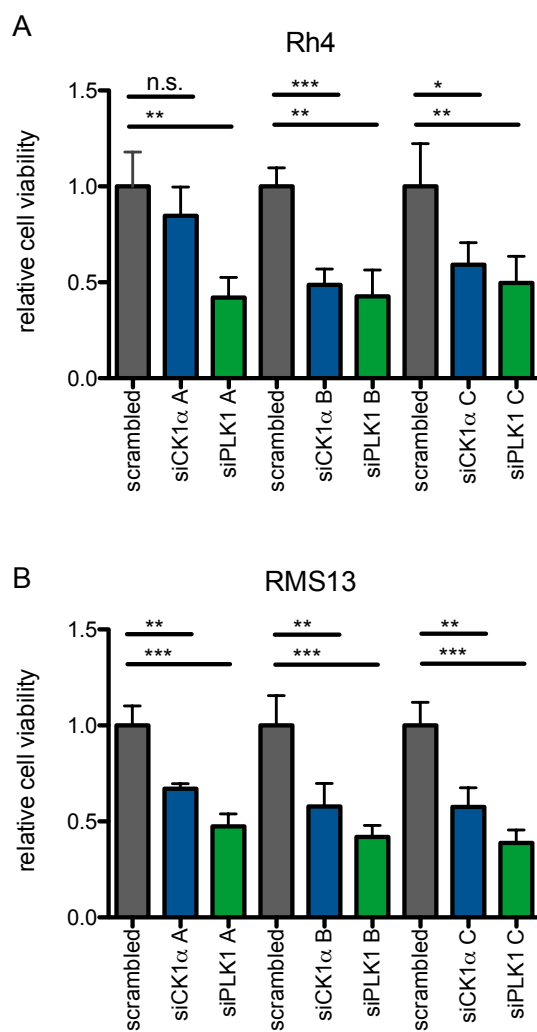 A
Rh4
n.s. *** *
** ** **
relative cell viability
1.5
1.0
0.5
0.0
scrambled
siCK1α A
siPLK1 A
scrambled
siCK1α B
siPLK1 B
scrambled
siCK1α C
siPLK1 C
B
RMS13
** ** **
*** *** ***
relative cell viability
1.5
1.0
0.5
0.0
scrambled
siCK1α A
siPLK1 A
scrambled
siCK1α B
siPLK1 B
scrambled
siCK1α C
siPLK1 C